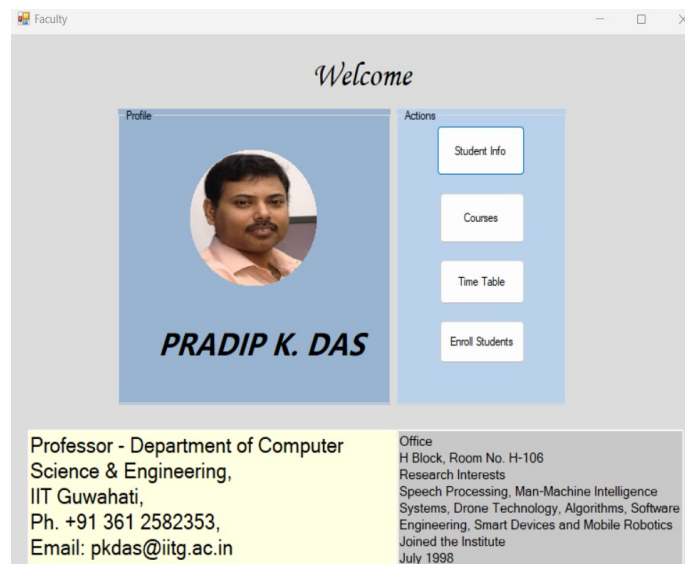 Faculty
Welcome
Profile
PRADIP K. DAS
Actions
Student Info
Courses
Time Table
Enroll Students
Professor - Department of Computer
Science & Engineering,
IIT Guwahati,
Ph. +91 361 2582353,
Email: pkdas@iitg.ac.in
Office
H Block, Room No. H-106
Research Interests
Speech Processing, Man-Machine Intelligence
Systems, Drone Technology, Algorithms, Software
Engineering, Smart Devices and Mobile Robotics
Joined the Institute
July 1998